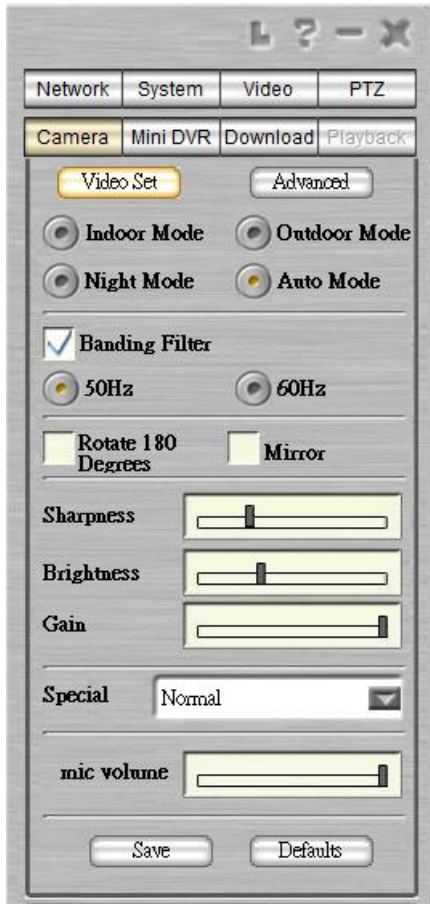 L ? – X
Network System Video PTZ
Camera Mini DVR Download Playback
Video Set Advanced
Indoor Mode Outdoor Mode
Night Mode Auto Mode
Banding Filter
50Hz 60Hz
Rotate 180
Degrees Mirror
Sharpness
Brightness
Gain
Special Normal
mic volume
Save Defaults